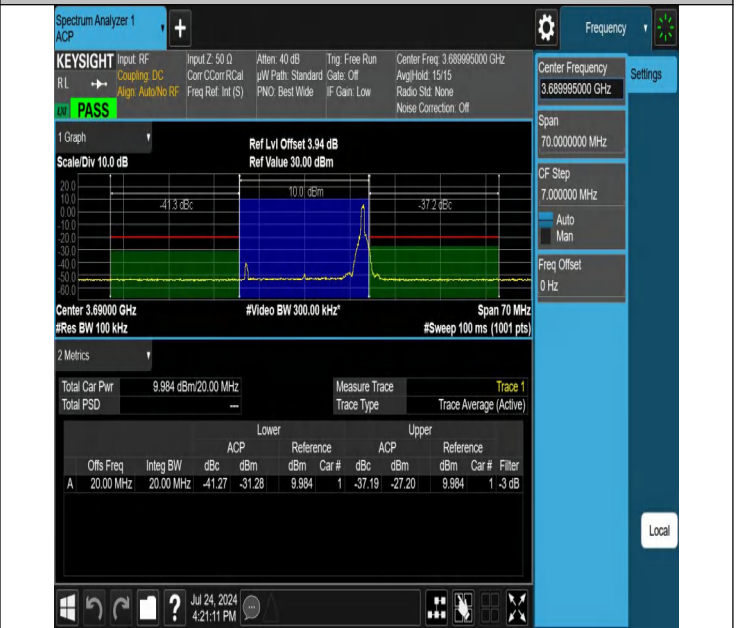 Spectrum Analyzer 1
ACP
+
Frequency
KEYSIGHT Input: RF Input Z: 50 Ω Atten: 40 dB Trig: Free Run Center Freq: 3.689995000 GHz
RL Coupling: DC Corr CCorr RCal µW Path: Standard Gate: Off Avg|Hold: 15/15
Align: Auto/No RF Freq Ref: Int (S) PNO: Best Wide IF Gain: Low Radio Std: None
PASS Noise Correction: Off
Center Frequency
3.689995000 GHz
Settings
Span
70.0000000 MHz
CF Step
7.000000 MHz
Auto
Man
Freq Offset
0 Hz
1 Graph
Ref Lvl Offset 3.94 dB
Scale/Div 10.0 dB Ref Value 30.00 dBm
20.0
10.0
0.00
-10.0
-20.0
-30.0
-40.0
-50.0
-60.0
-41.3 dBc 10.0 dBm -37.2 dBc
Center 3.69000 GHz #Video BW 300.00 kHz* Span 70 MHz
#Res BW 100 kHz #Sweep 100 ms (1001 pts)
2 Metrics
Total Car Pwr 9.984 dBm/20.00 MHz Measure Trace Trace 1
Total PSD --- Trace Type Trace Average (Active)
Lower Upper
ACP Reference ACP Reference
Offs Freq Integ BW dBc dBm dBm Car # dBc dBm dBm Car # Filter
A 20.00 MHz 20.00 MHz -41.27 -31.28 9.984 1 -37.19 -27.20 9.984 1 -3 dB
Local
? Jul 24, 2024
4:21:11 PM